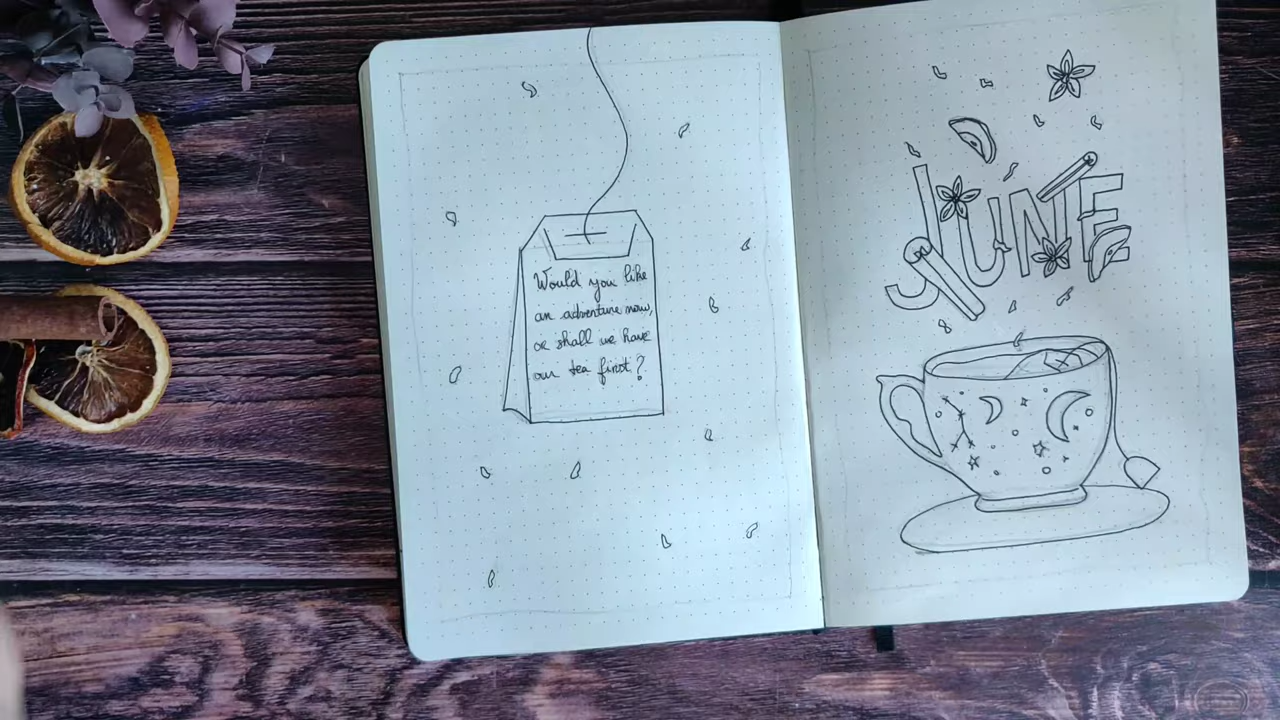 Would you like
an adventure now,
or shall we have
our tea first?
JUNE